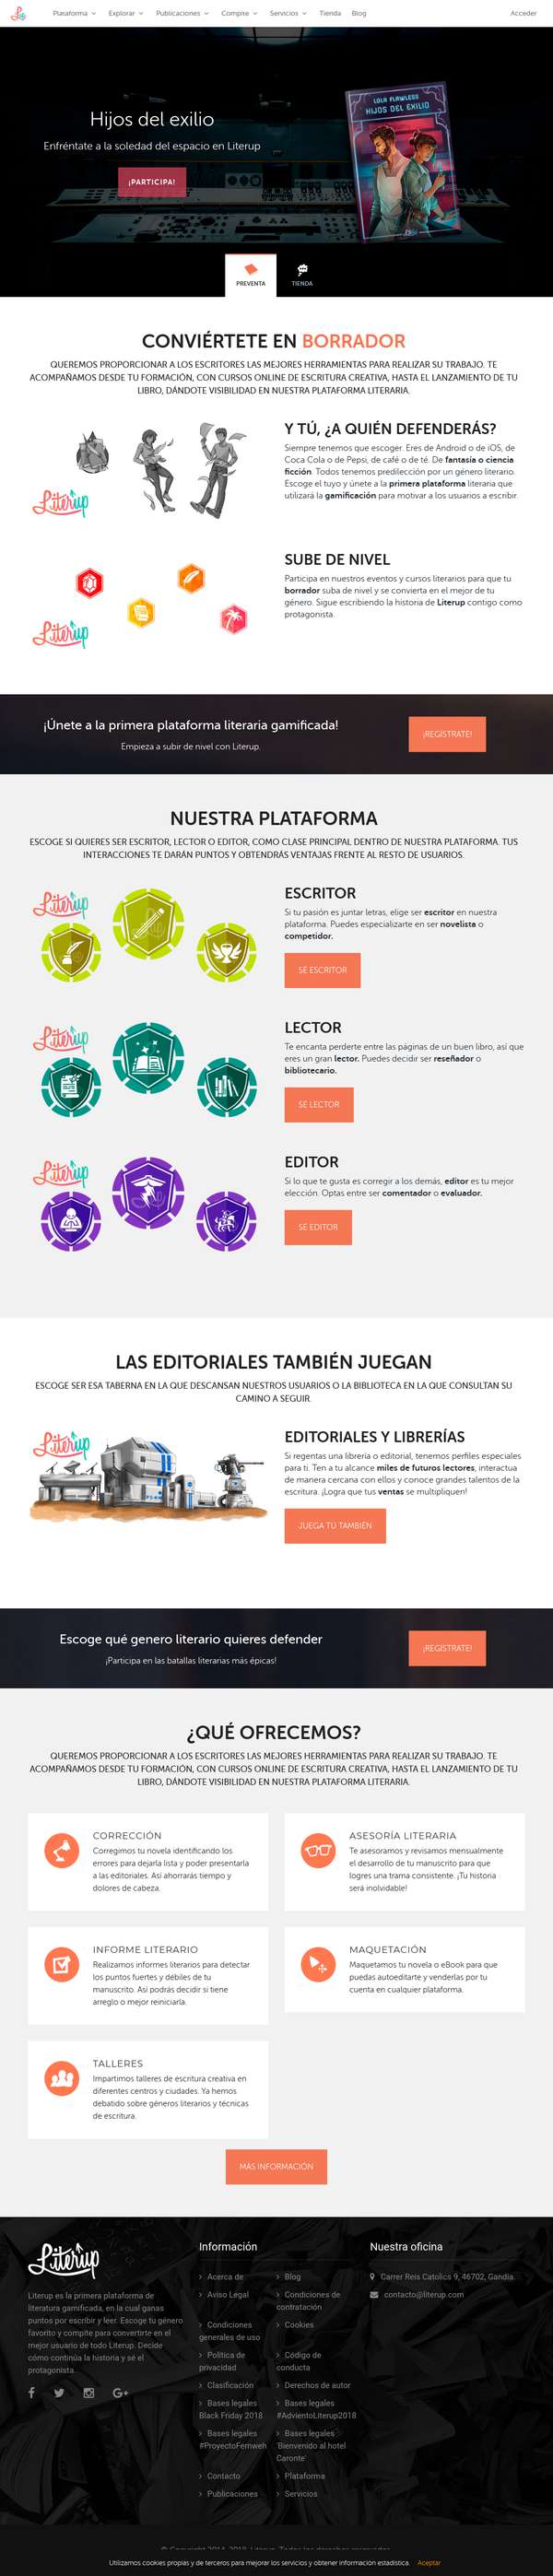 Plataforma Explorar Publicaciones Compite Servicios Tienda Blog Acceder
Hijos del exilio
Enfréntate a la soledad del espacio en Literup
¡PARTICIPA!
LOLA FLAWLESS
HIJOS DEL EXILIO
PREVENTA
TIENDA
CONVIÉRTETE EN BORRADOR
QUEREMOS PROPORCIONAR A LOS ESCRITORES LAS MEJORES HERRAMIENTAS PARA REALIZAR SU TRABAJO. TE
ACOMPAÑAMOS DESDE TU FORMACIÓN, CON CURSOS ONLINE DE ESCRITURA CREATIVA, HASTA EL LANZAMIENTO DE TU
LIBRO, DÁNDOTE VISIBILIDAD EN NUESTRA PLATAFORMA LITERARIA.
Literup
Y TÚ, ¿A QUIÉN DEFENDERÁS?
Siempre tenemos que escoger. Eres de Android o de iOS, de
Coca Cola o de Pepsi, de café o de té. De fantasía o ciencia
ficción. Todos tenemos predilección por un género literario.
Escoge el tuyo y únete a la primera plataforma literaria que
utilizará la gamificación para motivar a los usuarios a escribir.
Literup
SUBE DE NIVEL
Participa en nuestros eventos y cursos literarios para que tu
borrador suba de nivel y se convierta en el mejor de tu
género. Sigue escribiendo la historia de Literup contigo como
protagonista.
¡Únete a la primera plataforma literaria gamificada!
Empieza a subir de nivel con Literup.
¡REGÍSTRATE!
NUESTRA PLATAFORMA
ESCOGE SI QUIERES SER ESCRITOR, LECTOR O EDITOR, COMO CLASE PRINCIPAL DENTRO DE NUESTRA PLATAFORMA. TUS
INTERACCIONES TE DARÁN PUNTOS Y OBTENDRÁS VENTAJAS FRENTE AL RESTO DE USUARIOS.
Literup
ESCRITOR
Si tu pasión es juntar letras, elige ser escritor en nuestra
plataforma. Puedes especializarte en ser novelista o
competidor.
SÉ ESCRITOR
Literup
LECTOR
Te encanta perderte entre las páginas de un buen libro, así que
eres un gran lector. Puedes decidir ser reseñador o
bibliotecario.
SÉ LECTOR
Literup
EDITOR
Si lo que te gusta es corregir a los demás, editor es tu mejor
elección. Optas entre ser comentador o evaluador.
SÉ EDITOR
LAS EDITORIALES TAMBIÉN JUEGAN
ESCOGE SER ESA TABERNA EN LA QUE DESCANSAN NUESTROS USUARIOS O LA BIBLIOTECA EN LA QUE CONSULTAN SU
CAMINO A SEGUIR.
Literup
EDITORIALES Y LIBRERÍAS
Si regentas una librería o editorial, tenemos perfiles especiales
para ti. Ten a tu alcance miles de futuros lectores, interactúa
de manera cercana con ellos y conoce grandes talentos de la
escritura. ¡Logra que tus ventas se multipliquen!
JUEGA TÚ TAMBIÉN
Escoge qué genero literario quieres defender
¡Participa en las batallas literarias más épicas!
¡REGÍSTRATE!
¿QUÉ OFRECEMOS?
QUEREMOS PROPORCIONAR A LOS ESCRITORES LAS MEJORES HERRAMIENTAS PARA REALIZAR SU TRABAJO. TE
ACOMPAÑAMOS DESDE TU FORMACIÓN, CON CURSOS ONLINE DE ESCRITURA CREATIVA, HASTA EL LANZAMIENTO DE TU
LIBRO, DÁNDOTE VISIBILIDAD EN NUESTRA PLATAFORMA LITERARIA.
CORRECCIÓN
Corregimos tu novela identificando los
errores para dejarla lista y poder presentarla
a las editoriales. Así ahorrarás tiempo y
dolores de cabeza.
ASESORÍA LITERARIA
Te asesoramos y revisamos mensualmente
el desarrollo de tu manuscrito para que
logres una trama consistente. ¡Tu historia
será inolvidable!
INFORME LITERARIO
Realizamos informes literarios para detectar
los puntos fuertes y débiles de tu
manuscrito. Así podrás decidir si tiene
arreglo o mejor reiniciarla.
MAQUETACIÓN
Maquetamos tu novela o eBook para que
puedas autoeditarte y venderlas por tu
cuenta en cualquier plataforma.
TALLERES
Impartimos talleres de escritura creativa en
diferentes centros y ciudades. Ya hemos
debatido sobre géneros literarios y técnicas
de escritura.
MÁS INFORMACIÓN
Literup
Literup es la primera plataforma de
literatura gamificada, en la cual ganas
puntos por escribir y leer. Escoge tu género
favorito y compite para convertirte en el
mejor usuario de todo Literup. Decide
cómo continúa la historia y sé el
protagonista.
Información
Acerca de
Blog
Aviso Legal
Condiciones de
contratación
Condiciones
generales de uso
Cookies
Política de
privacidad
Código de
conducta
Clasificación
Derechos de autor
Bases legales
Black Friday 2018
Bases legales
#AdvientoLiterup2018
Bases legales
#ProyectoFernweh
Bases legales
'Bienvenido al hotel
Caronte'
Contacto
Plataforma
Publicaciones
Servicios
Nuestra oficina
Carrer Reis Catolics 9, 46702, Gandia.
contacto@literup.com
Utilizamos cookies propias y de terceros para mejorar los servicios y obtener información estadística. Aceptar